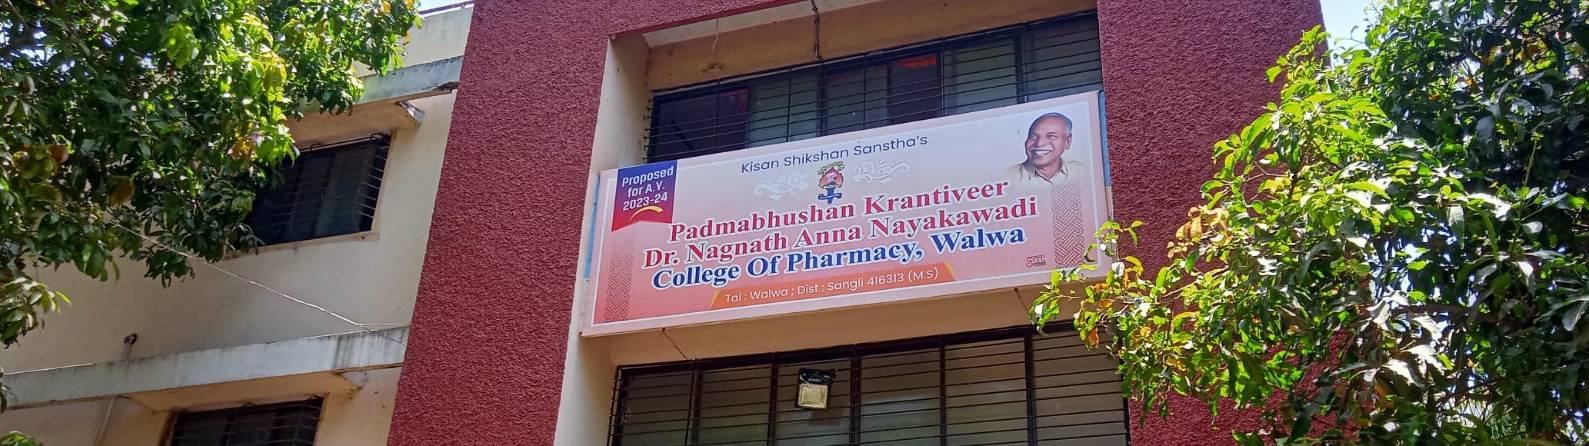 Kisan Shikshan Sanstha's
Proposed
for A.Y.
2023-24
Padmabhushan Krantiveer
Dr. Nagnath Anna Nayakawadi
College Of Pharmacy, Walwa
Tal : Walwa ; Dist : Sangli 416313 (M.S)